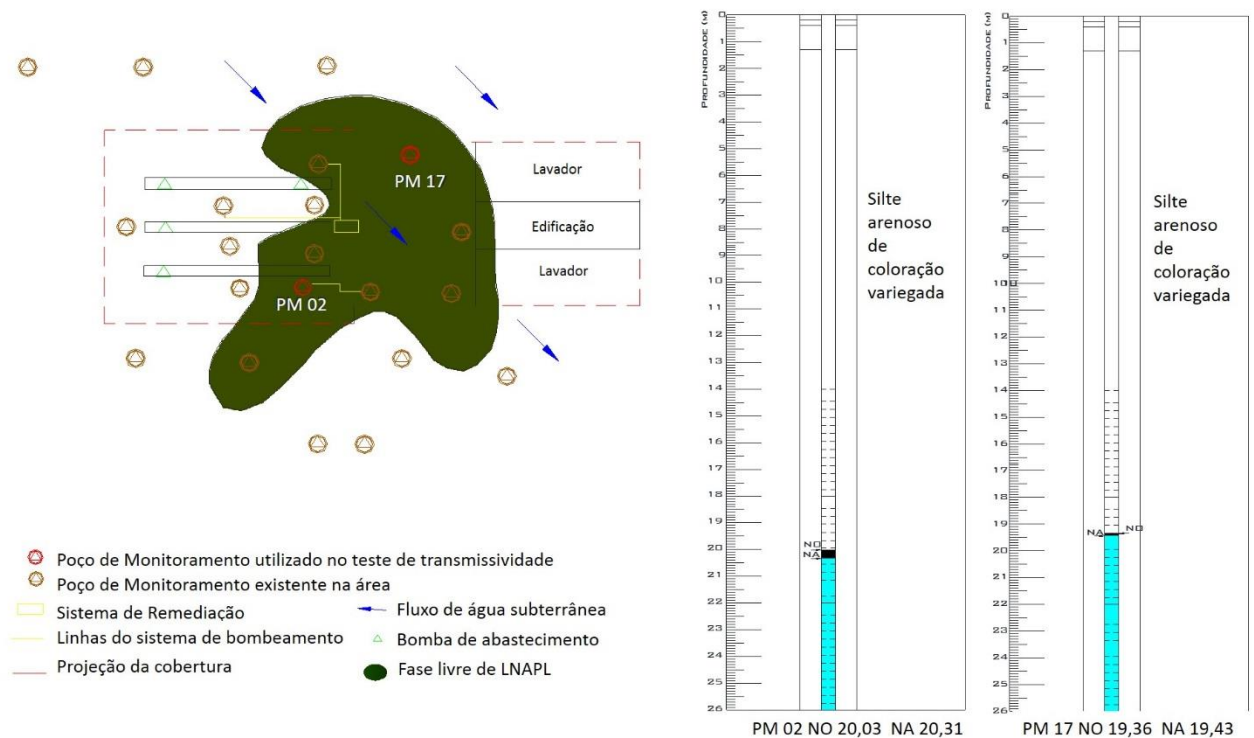 PM 17
PM 02
Lavador
Edificação
Lavador
Poço de Monitoramento utilizado no teste de transmissividade
Poço de Monitoramento existente na área
Sistema de Remediação
Fluxo de água subterrânea
Linhas do sistema de bombeamento
Bomba de abastecimento
Projeção da cobertura
Fase livre de LNAPL
PROFUNDIDADE (M)
0
1
2
3
4
5
6
7
8
9
10
11
12
13
14
15
16
17
18
19
20
21
22
23
24
25
26
NO
NA
Silte
arenoso
de
coloração
variegada
PM 02 NO 20,03 NA 20,31
PROFUNDIDADE (M)
0
1
2
3
4
5
6
7
8
9
10
11
12
13
14
15
16
17
18
19
20
21
22
23
24
25
26
NA
NO
Silte
arenoso
de
coloração
variegada
PM 17 NO 19,36 NA 19,43